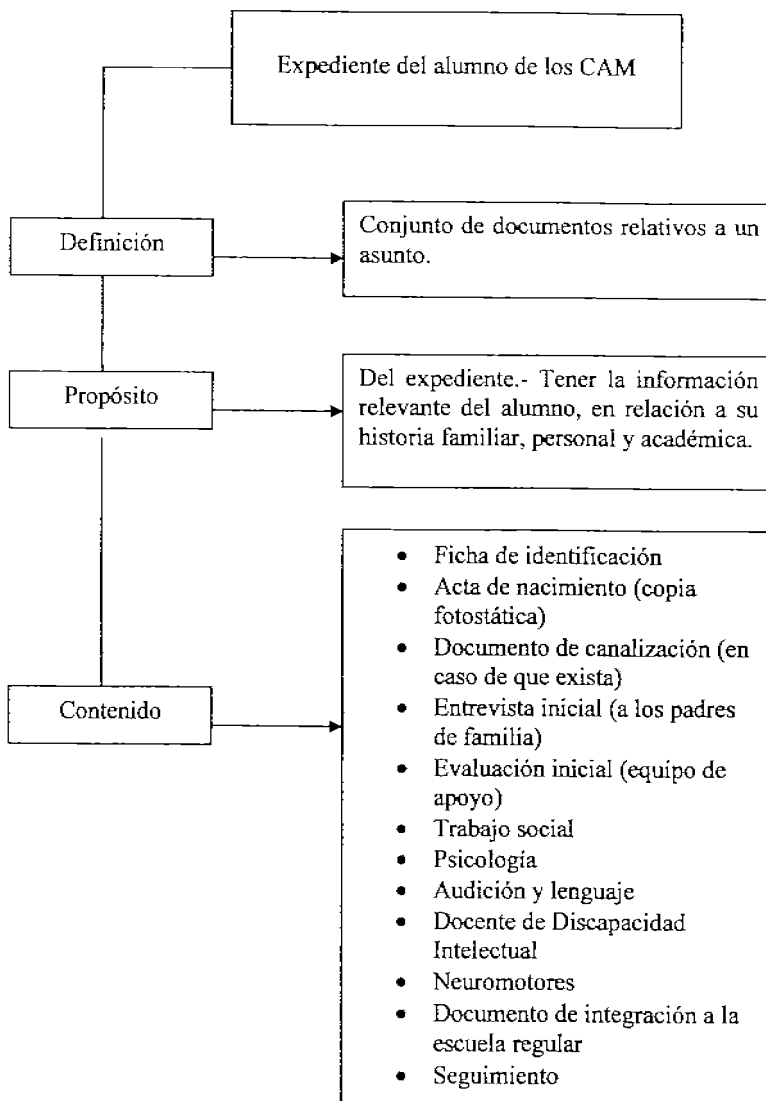 Expediente del alumno de los CAM
Definición
Conjunto de documentos relativos a un
asunto.
Propósito
Del expediente.- Tener la información
relevante del alumno, en relación a su
historia familiar, personal y académica.
Contenido
• Ficha de identificación
• Acta de nacimiento (copia
fotostática)
• Documento de canalización (en
caso de que exista)
• Entrevista inicial (a los padres
de familia)
• Evaluación inicial (equipo de
apoyo)
• Trabajo social
• Psicología
• Audición y lenguaje
• Docente de Discapacidad
Intelectual
• Neuromotores
• Documento de integración a la
escuela regular
• Seguimiento